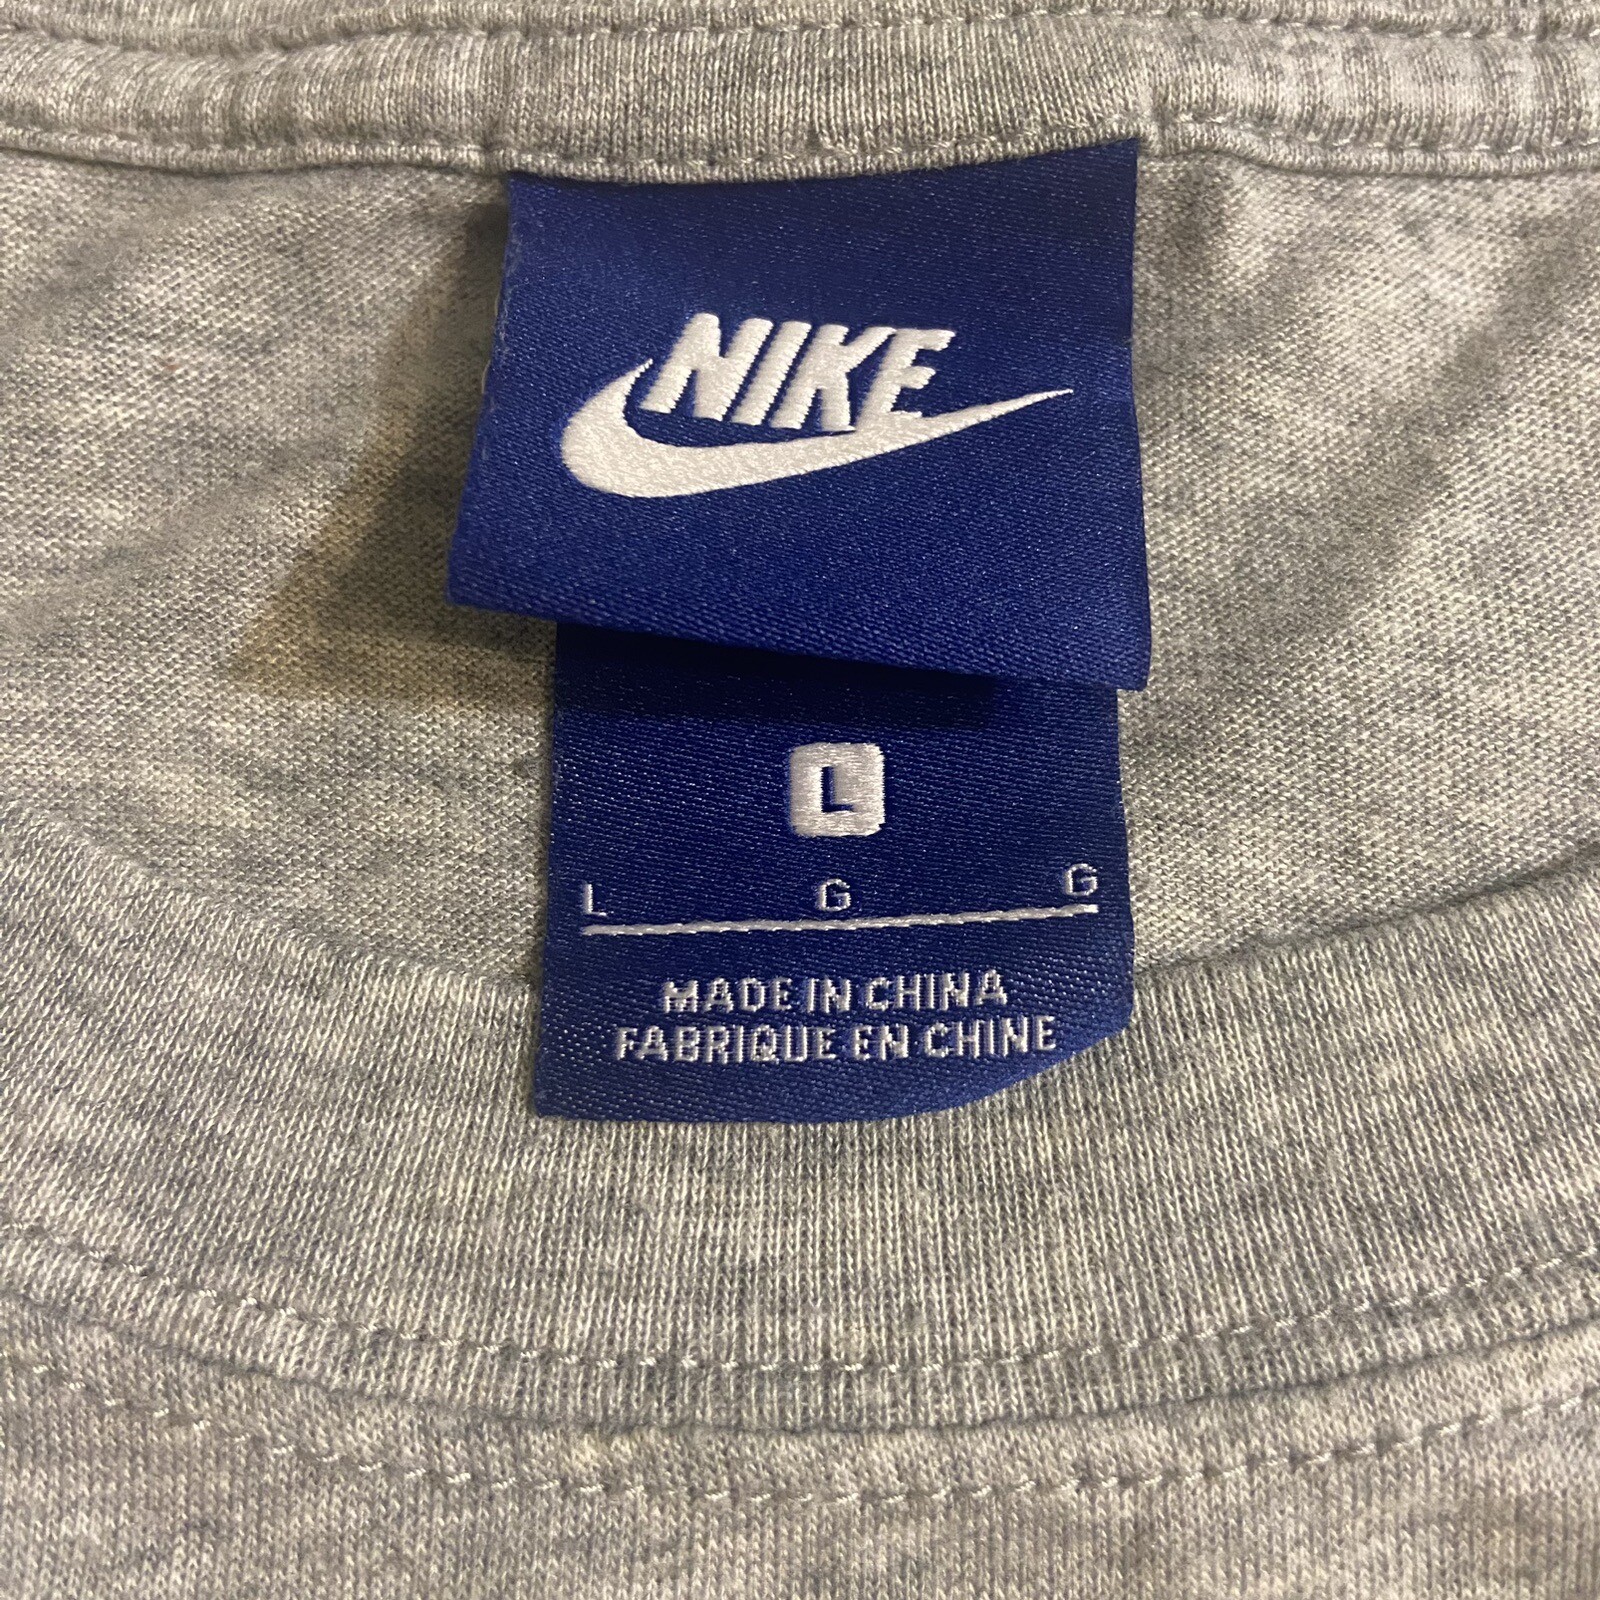 NIKE
L
L G G
MADE IN CHINA
FABRIQUE EN CHINE